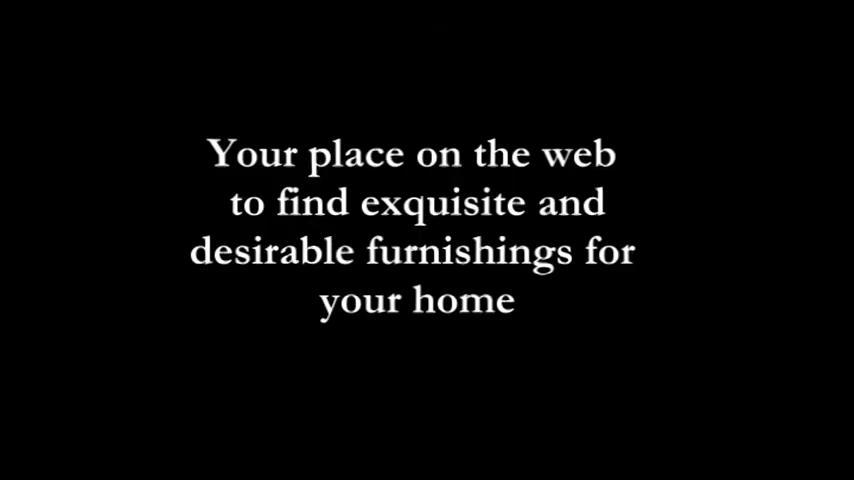 Your place on the web
to find exquisite and
desirable furnishings for
your home